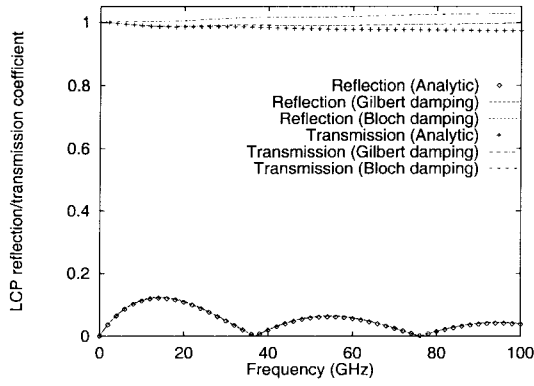 LCP reflection/transmission coefficient
1
0.8
0.6
0.4
0.2
0
Reflection (Analytic)
Reflection (Gilbert damping)
Reflection (Bloch damping)
Transmission (Analytic)
Transmission (Gilbert damping)
Transmission (Bloch damping)
0 20 40 60 80 100
Frequency (GHz)